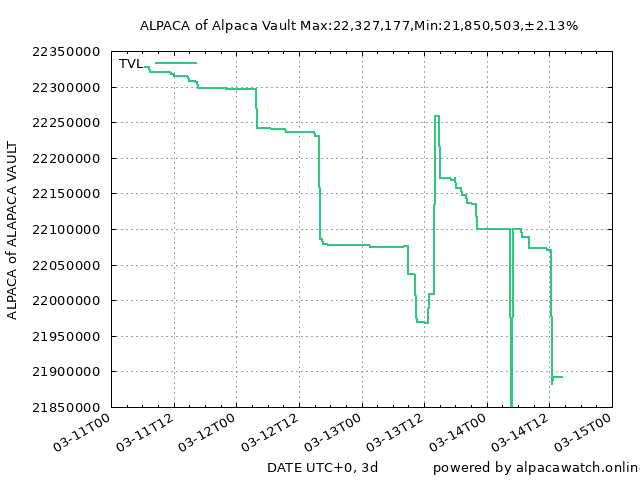 ALPACA of Alpaca Vault Max:22,327,177,Min:21,850,503,±2.13%
22350000
22300000
22250000
22200000
22150000
22100000
22050000
22000000
21950000
21900000
21850000
ALPACA of ALAPACA VAULT
TVL
03-11T00
03-11T12
03-12T00
03-12T12
03-13T00
03-13T12
03-14T00
03-14T12
03-15T00
DATE UTC+0, 3d
powered by alpacawatch.online